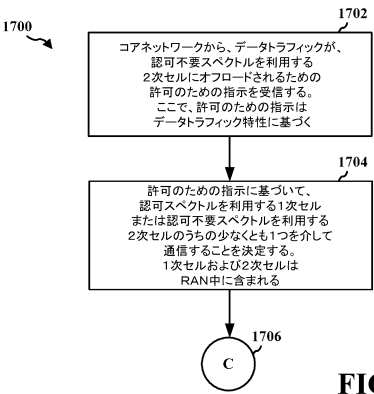 1700
1702
コアネットワークから、データトラフィックが、
認可不要スペクトルを利用する
2次セルにオフロードされるための
許可のための指示を受信する。
ここで、許可のための指示は
データトラフィック特性に基づく
1704
許可のための指示に基づいて、
認可スペクトルを利用する1次セル
または認可不要スペクトルを利用する
2次セルのうちの少なくとも1つを介して
通信することを決定する。
1次セルおよび2次セルは
RAN中に含まれる
1706
C
FIG